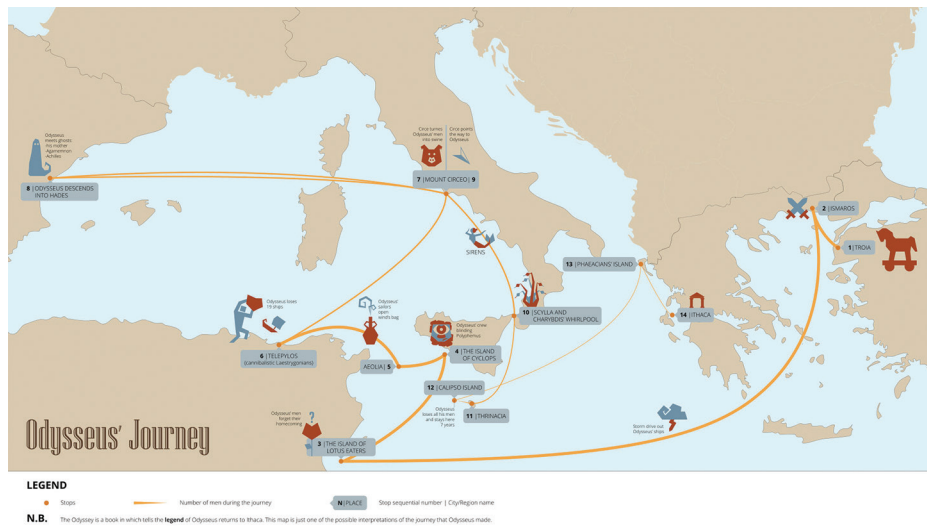 Odysseus
meets ghosts:
-his mother
-Agamemnon
-Achilles
8 | ODYSSEUS DESCENDS
INTO HADES
Circe turns
Odysseus' men
into swine
Circe points
the way to
Odysseus
7 | MOUNT CIRCEO | 9
SIRENS
2 | ISMAROS
1 | TROIA
13 | PHAEACIANS' ISLAND
14 | ITHACA
10 | SCYLLA AND
CHARYBDIS' WHIRLPOOL
Odysseus loses
ships
Odysseus'
sailors
open
winds bag
Odysseus' crew
blinding
Polyphemus
6 | TELEPYLOS
(cannibalistic Laestrygonians)
AEOLIA | 5
4 | THE ISLAND
OF CYCLOPS
12 | CALIPSO ISLAND
Odysseus
loses all his men
and stays here
7 years
11 | THRINACIA
Odysseus' men
forget their
homecoming
3 | THE ISLAND OF
LOTUS EATERS
Storm drive out
Odysseus' ships
Odysseus' Journey
LEGEND
Stops
Number of men during the journey
N | PLACE
Stop sequential number | City/Region name
N.B. The Odyssey is a book in which tells the legend of Odysseus returns to Ithaca. This map is just one of the possible interpretations of the journey that Odysseus made.